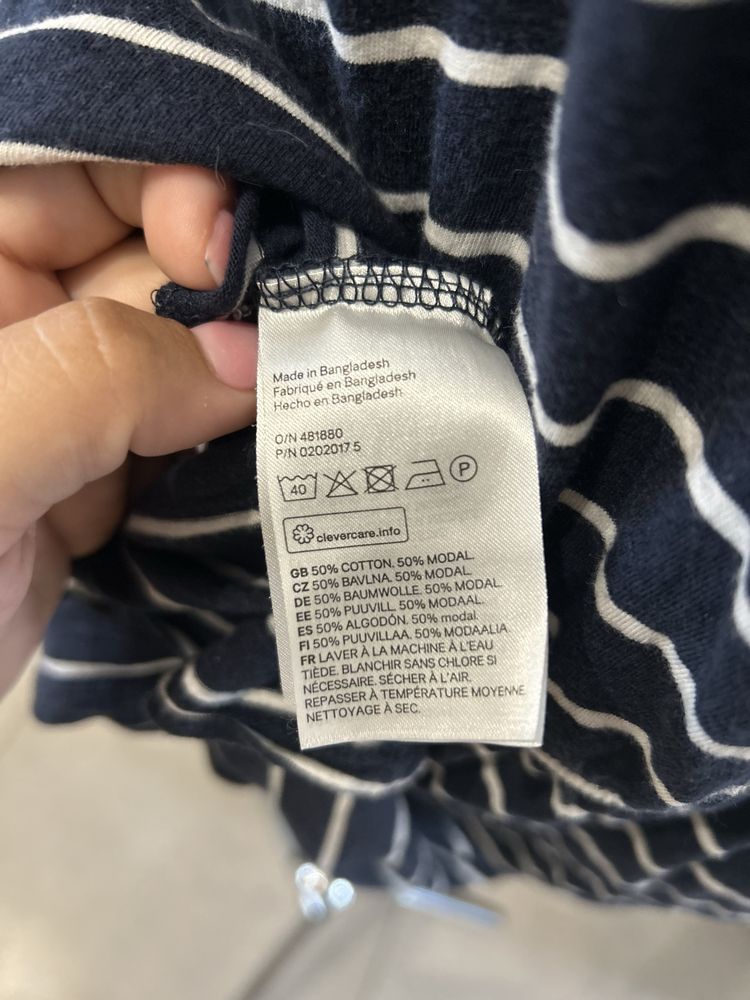 Made in Bangladesh
Fabriqué en Bangladesh
Hecho en Bangladesh
O/N 481880
P/N 0202017 5
40
P
clevercare.info
GB 50% COTTON. 50% MODAL.
CZ 50% BAVLNA. 50% MODAL.
DE 50% BAUMWOLLE. 50% MODAL.
EE 50% PUUVILL. 50% MODAAL.
ES 50% ALGODÓN. 50% modal.
FI 50% PUUVILLAA. 50% MODAALIA
FR LAVER À LA MACHINE À L'EAU
TIÈDE. BLANCHIR SANS CHLORE SI
NÉCESSAIRE. SÉCHER À L'AIR.
REPASSER À TEMPÉRATURE MOYENNE
NETTOYAGE À SEC.